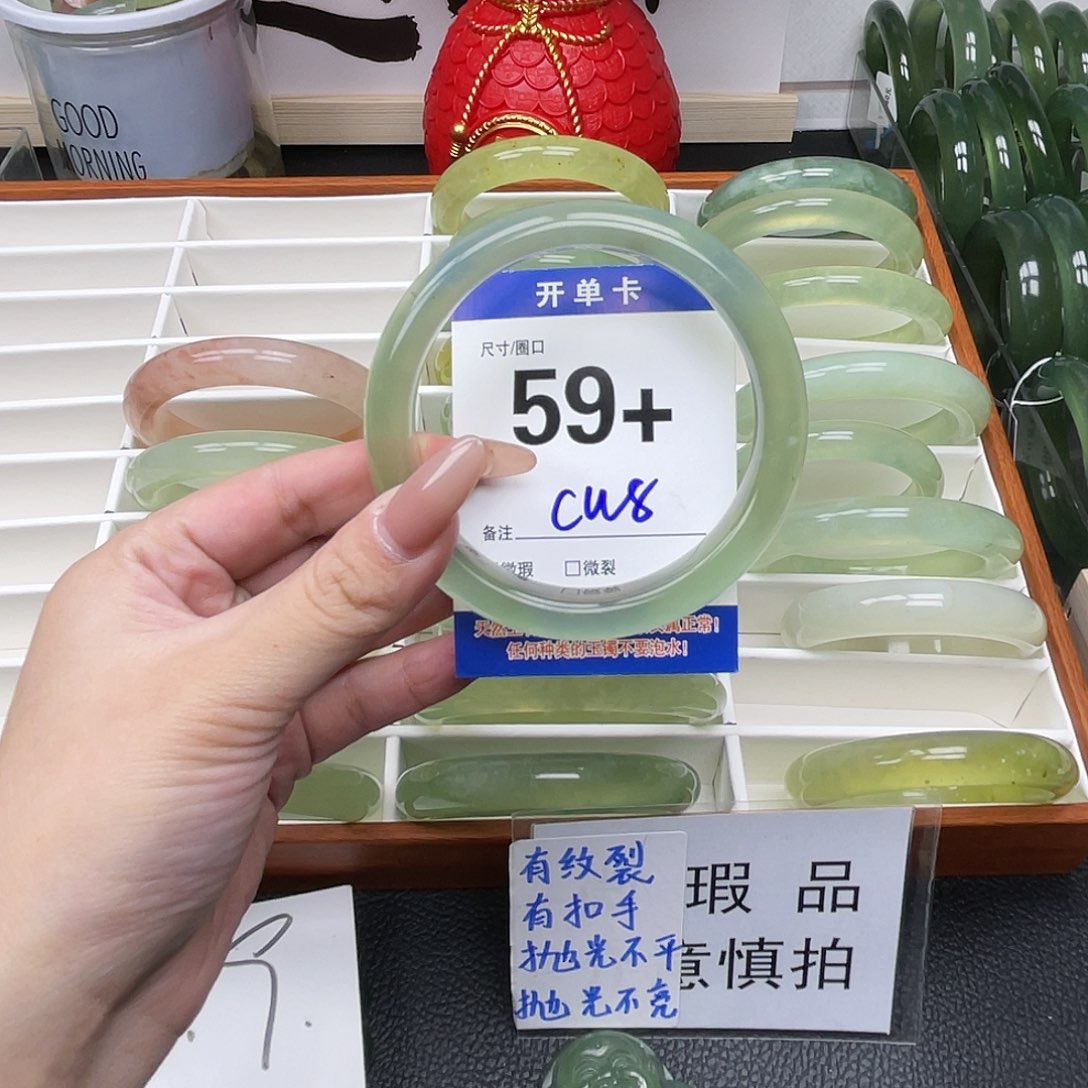 GOOD
MORNING
开单卡
尺寸/圈口
59+
cu8
备注
微瑕 □微裂
任何种类的玉镯不要泡水!
有纹裂
有扣手
抛光不平
抛光不亮
瑕品
意慎拍